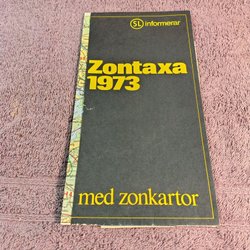 SL informerar
Zontaxa
1973
med zonkartor